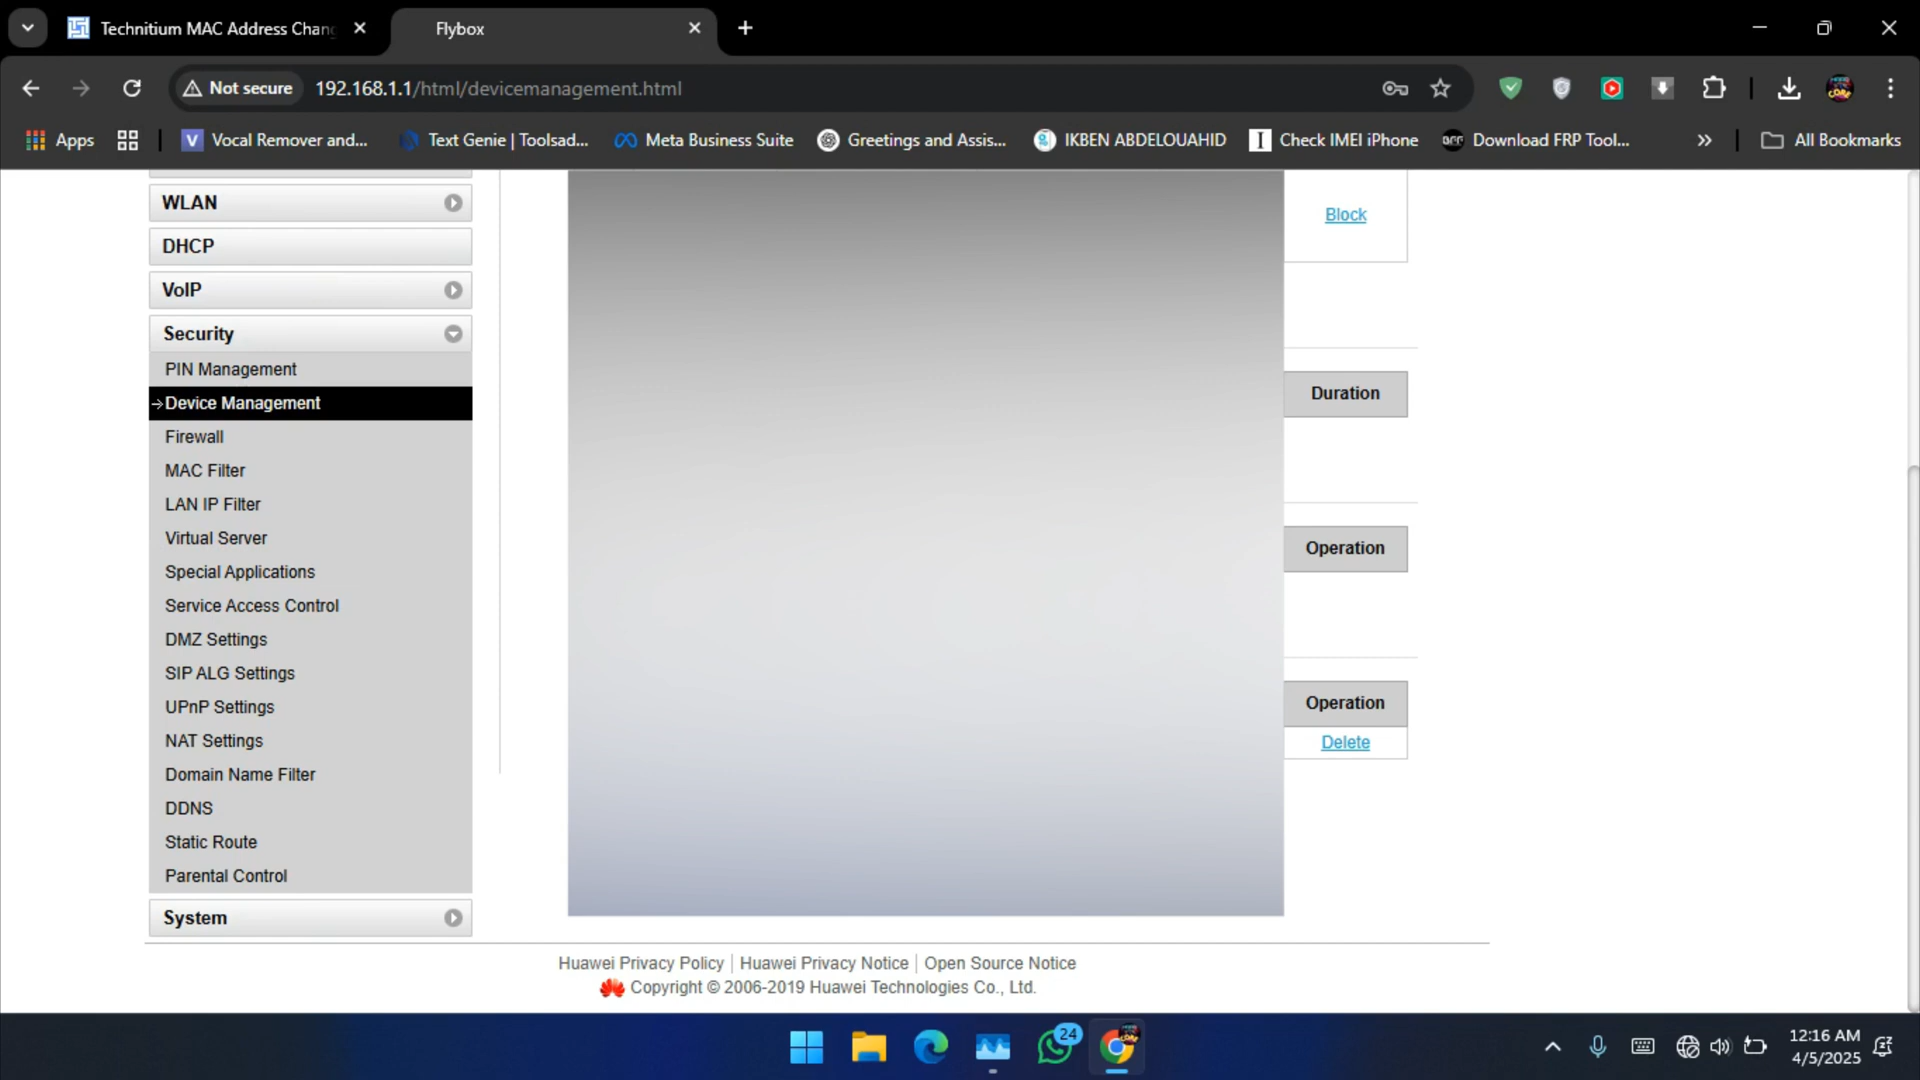 Technitium MAC Address Chang
Flybox
Not secure
192.168.1.1/html/devicemanagement.html
Apps
V
Vocal Remover and...
Text Genie | Toolsad...
Meta Business Suite
Greetings and Assis...
IKBEN ABDELOUAHID
I
Check IMEI iPhone
Download FRP Tool...
»
All Bookmarks
WLAN
DHCP
VoIP
Security
PIN Management
Device Management
Firewall
MAC Filter
LAN IP Filter
Virtual Server
Special Applications
Service Access Control
DMZ Settings
SIP ALG Settings
UPnP Settings
NAT Settings
Domain Name Filter
DDNS
Static Route
Parental Control
System
Block
Duration
Operation
Operation
Delete
Huawei Privacy Policy | Huawei Privacy Notice | Open Source Notice
Copyright © 2006-2019 Huawei Technologies Co., Ltd.
24
12:16 AM
4/5/2025